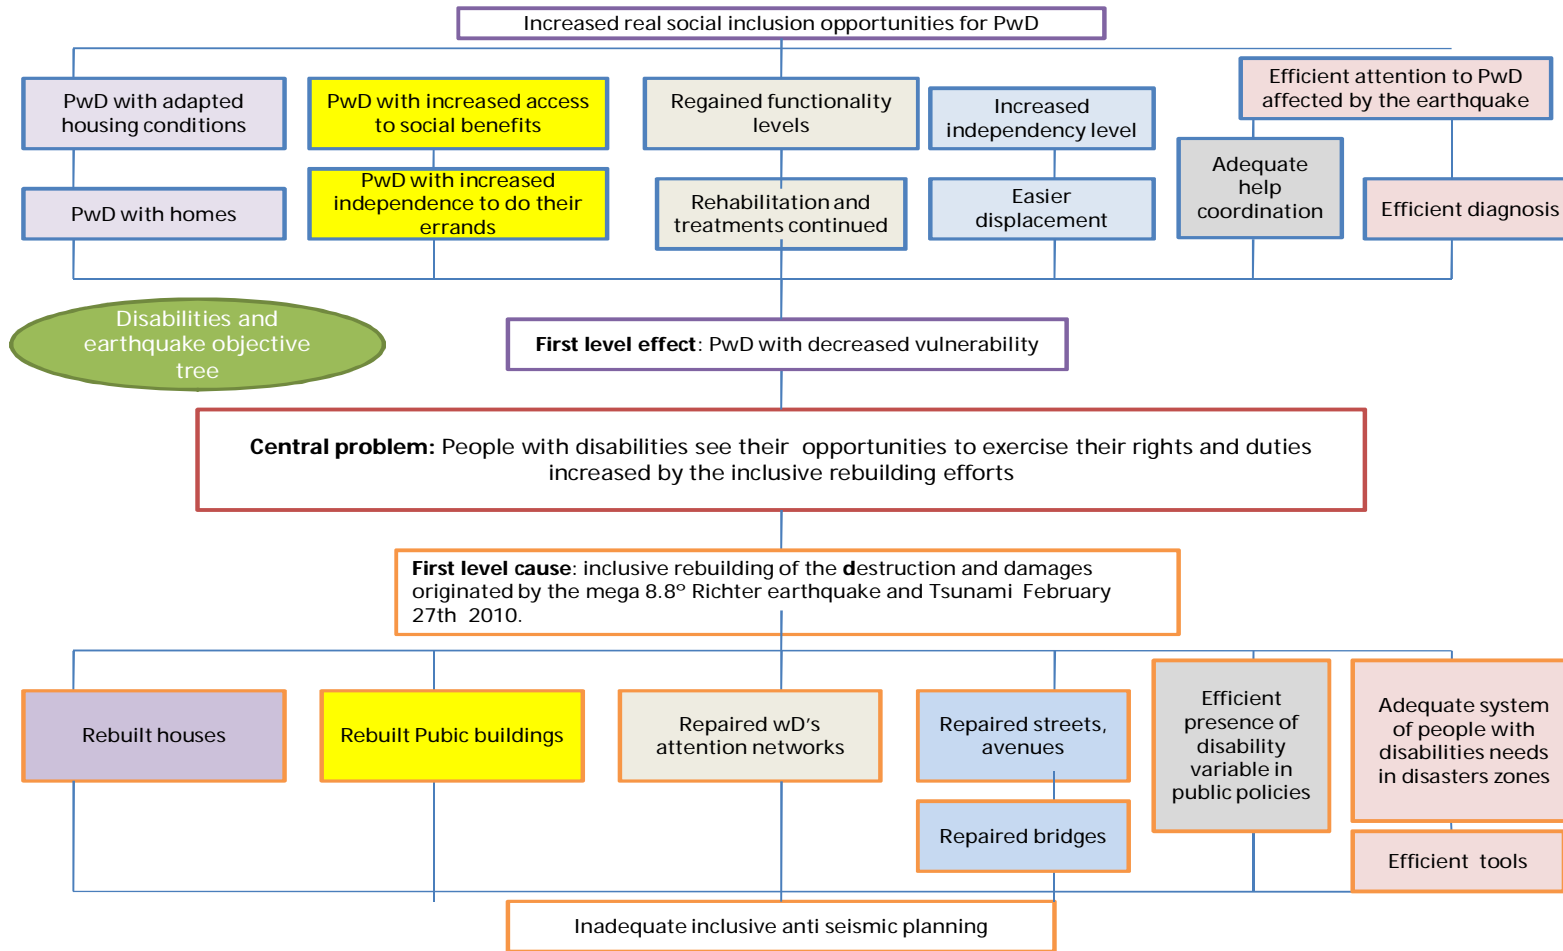 Increased real social inclusion opportunities for PwD
PwD with adapted
housing conditions
PwD with increased access
to social benefits
Regained functionality
levels
Increased
independency level
Efficient attention to PwD
affected by the earthquake
PwD with homes
PwD with increased
independence to do their
errands
Rehabilitation and
treatments continued
Easier
displacement
Adequate
help
coordination
Efficient diagnosis
Disabilities and
earthquake objective
tree
First level effect: PwD with decreased vulnerability
Central problem: People with disabilities see their opportunities to exercise their rights and duties
increased by the inclusive rebuilding efforts
First level cause: inclusive rebuilding of the destruction and damages
originated by the mega 8.8º Richter earthquake and Tsunami February
27th 2010.
Rebuilt houses
Rebuilt Pubic buildings
Repaired wD's
attention networks
Repaired streets,
avenues
Repaired bridges
Efficient
presence of
disability
variable in
public policies
Adequate system
of people with
disabilities needs
in disasters zones
Efficient tools
Inadequate inclusive anti seismic planning